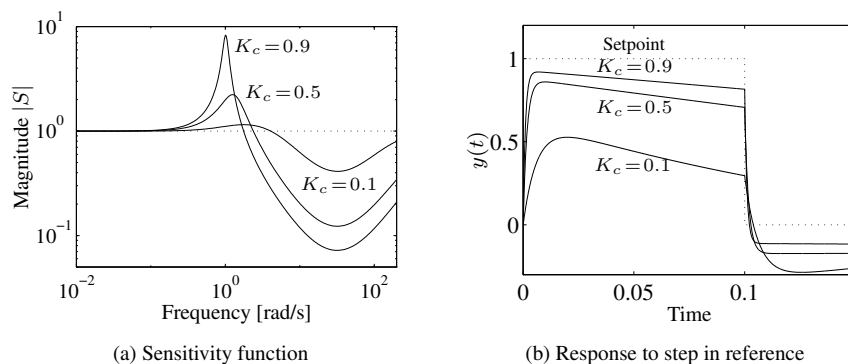 10^1
10^0
10^{-1}
Magnitude |S|
K_c = 0.9
K_c = 0.5
K_c = 0.1
10^{-2} 10^0 10^2
Frequency [rad/s]
(a) Sensitivity function
1
0.5
0
y(t)
Setpoint
K_c = 0.9
K_c = 0.5
K_c = 0.1
0 0.05 0.1
Time
(b) Response to step in reference